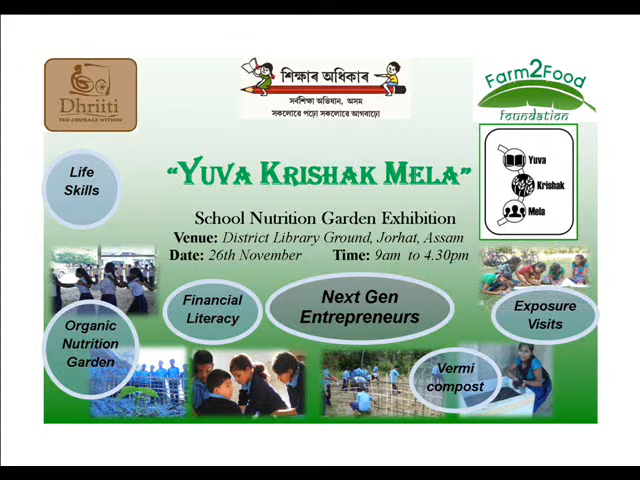 Dhriiti
THE COURAGE WITHIN
শিক্ষাৰ অধিকাৰ
সৰ্বশিক্ষা অভিযান, অসম
সকলোৱে পঢ়ো সকলোৱে আগবাঢ়ো
Farm2Food
foundation
Yuva
Krishak
Mela
Life
Skills
“YUVA KRISHAK MELA”
School Nutrition Garden Exhibition
Venue: District Library Ground, Jorhat, Assam
Date: 26th November Time: 9am to 4.30pm
Financial
Literacy
Next Gen
Entrepreneurs
Exposure
Visits
Organic
Nutrition
Garden
Vermi
compost